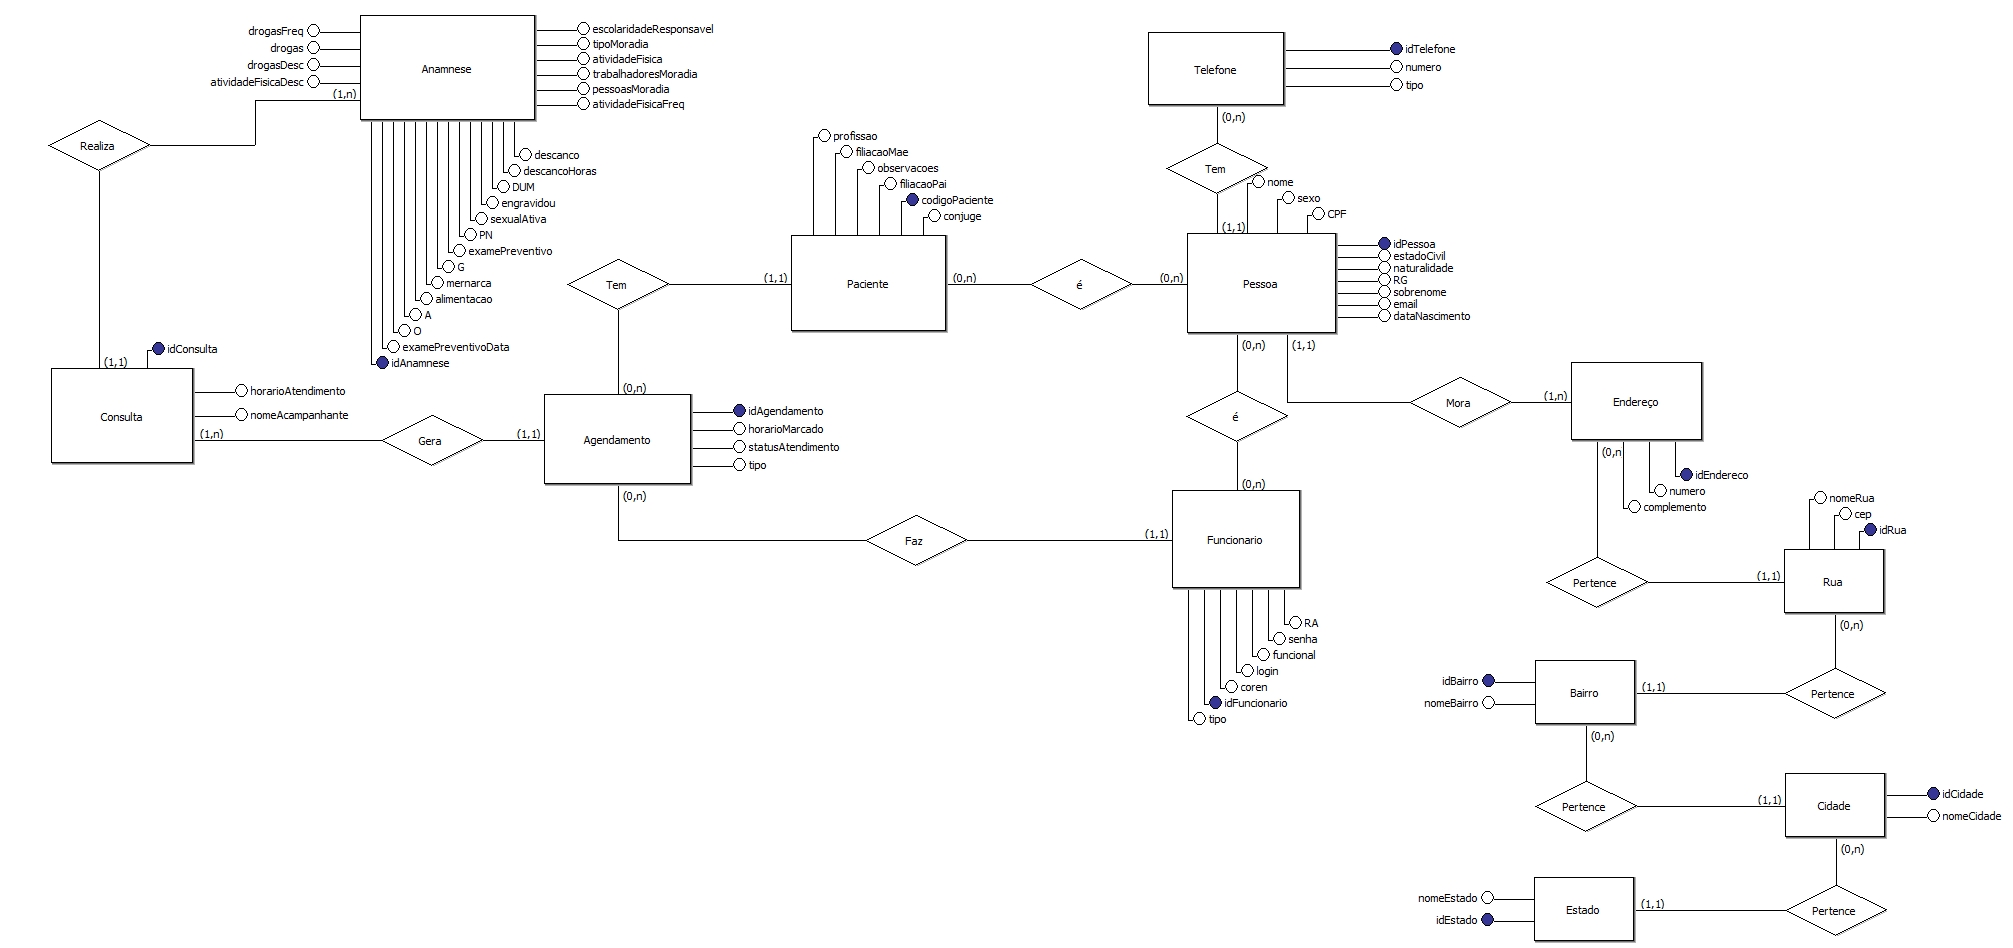 drogasFreq
drogas
drogasDesc
atividadeFisicaDesc
(1,n)
Anamnese
escolaridadeResponsavel
tipoMoradia
atividadeFisica
trabalhadoresMoradia
pessoasMoradia
atividadeFisicaFreq
Realiza
descanco
descancoHoras
DUM
engravidou
sexualAtiva
PN
examePreventivo
G
mernarca
alimentacao
A
O
examePreventivoData
idAnamnese
(1,1)
idConsulta
Consulta
horarioAtendimento
nomeAcampanhante
(1,n)
Gera
(1,1)
Tem
(1,1)
(0,n)
Agendamento
idAgendamento
horarioMarcado
statusAtendimento
tipo
(0,n)
profissao
filiacaoMae
observacoes
filiacaoPai
codigoPaciente
conjuge
Paciente
(0,n)
é
(0,n)
Telefone
idTelefone
numero
tipo
(0,n)
Tem
nome
sexo
CPF
(1,1)
Pessoa
idPessoa
estadoCivil
naturalidade
RG
sobrenome
email
dataNascimento
(0,n)
(1,1)
é
(0,n)
Mora
(1,n)
Endereço
(0,n
idEndereco
numero
complemento
Faz
(1,1)
Funcionario
RA
senha
funcional
login
coren
idFuncionario
tipo
nomeRua
cep
idRua
Pertence
(1,1)
Rua
(0,n)
idBairro
nomeBairro
Bairro
(1,1)
Pertence
(0,n)
Pertence
(1,1)
Cidade
idCidade
nomeCidade
(0,n)
nomeEstado
idEstado
Estado
(1,1)
Pertence